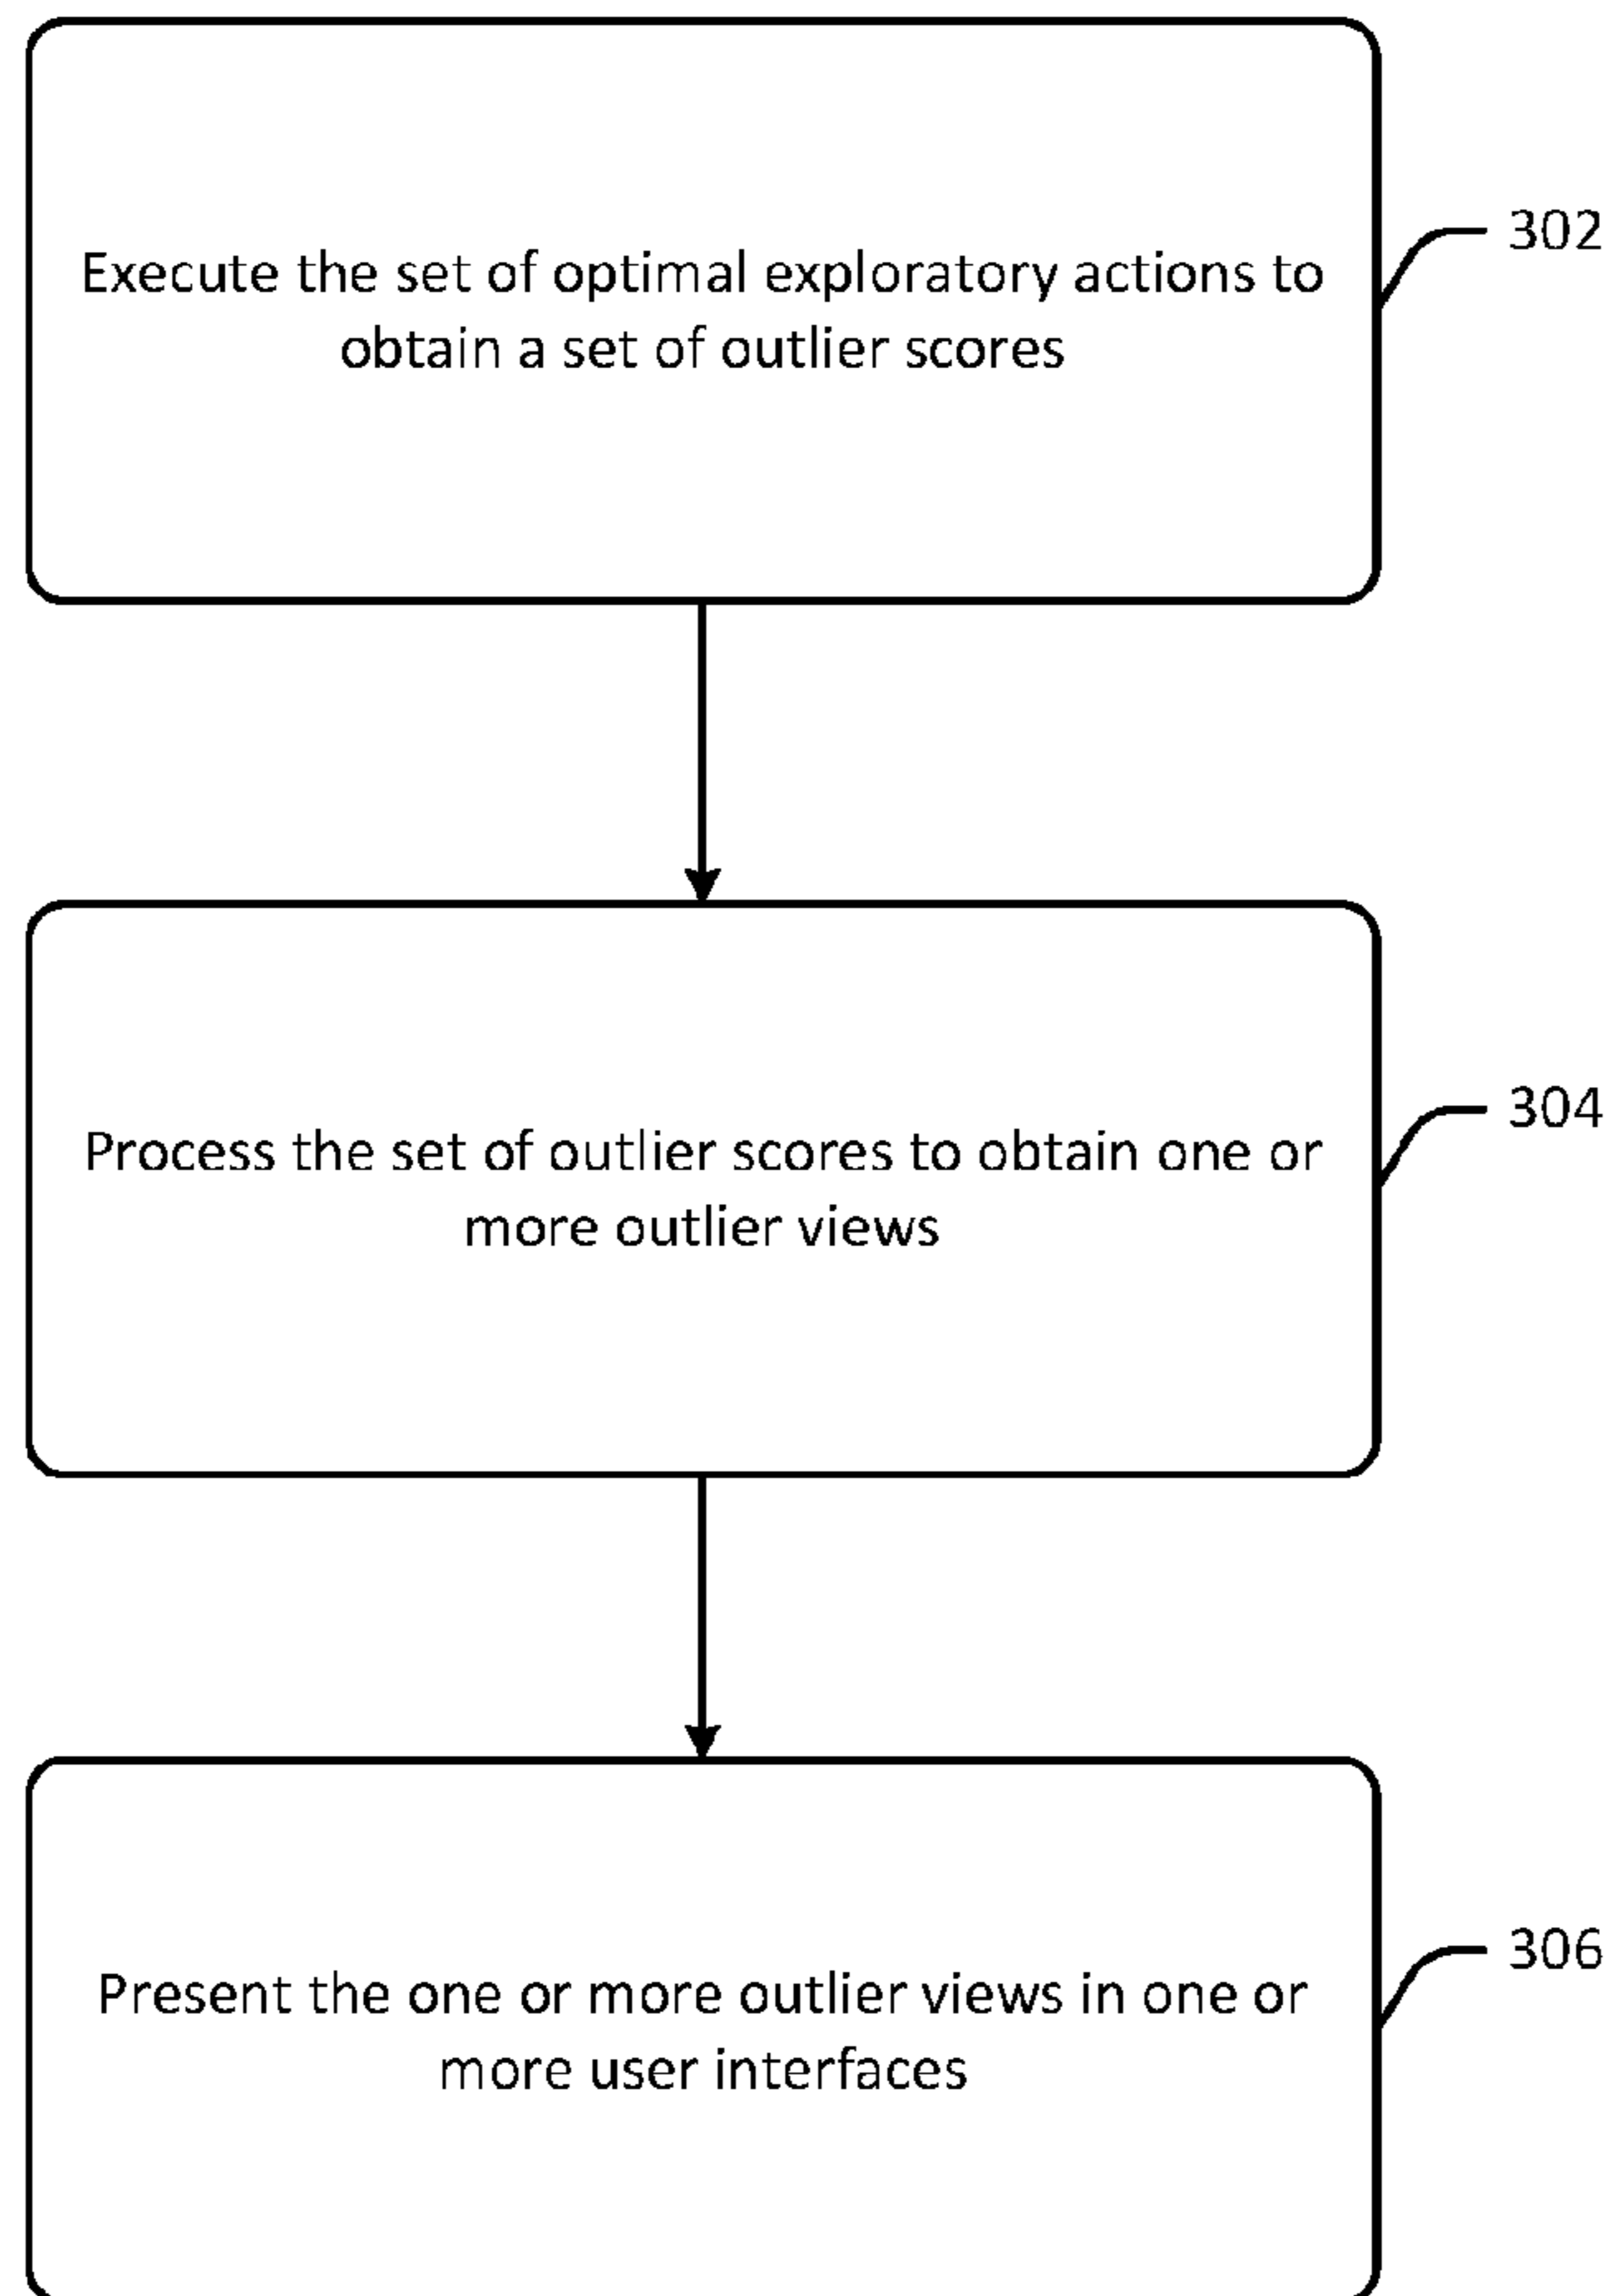 Execute the set of optimal exploratory actions to
obtain a set of outlier scores
302
Process the set of outlier scores to obtain one or
more outlier views
304
Present the one or more outlier views in one or
more user interfaces
306